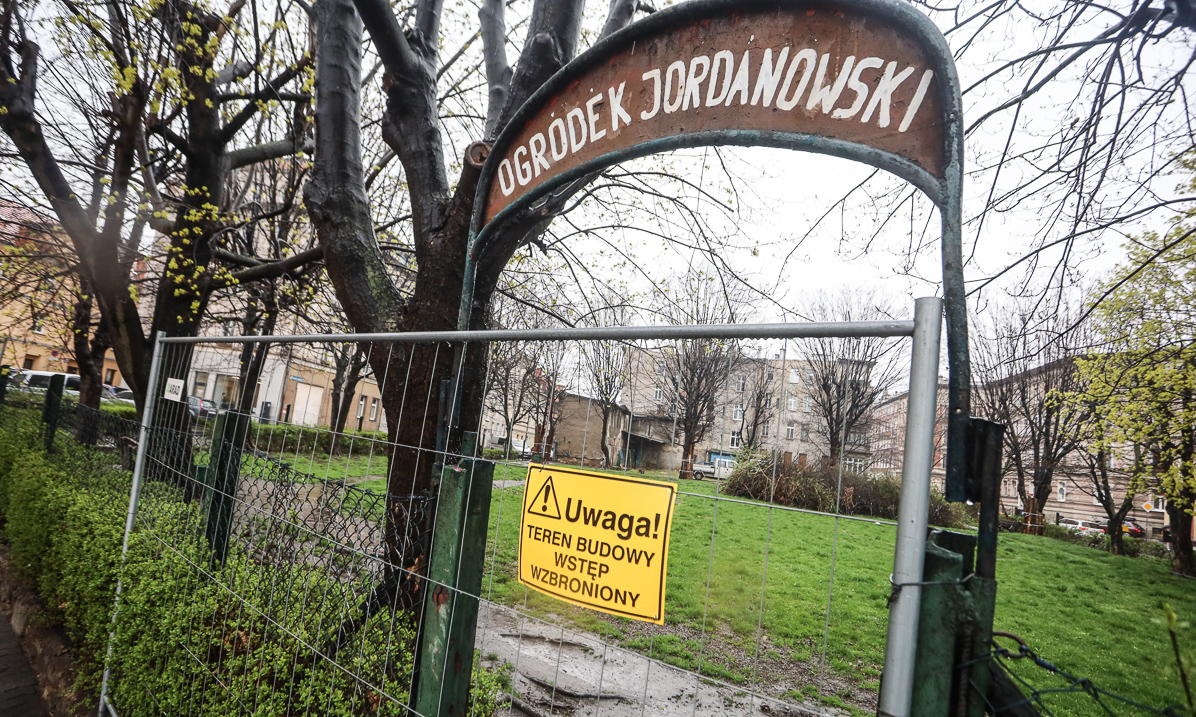 OGRÓDEK JORDANOWSKI
Uwaga!
TEREN BUDOWY
WSTĘP
WZBRONIONY